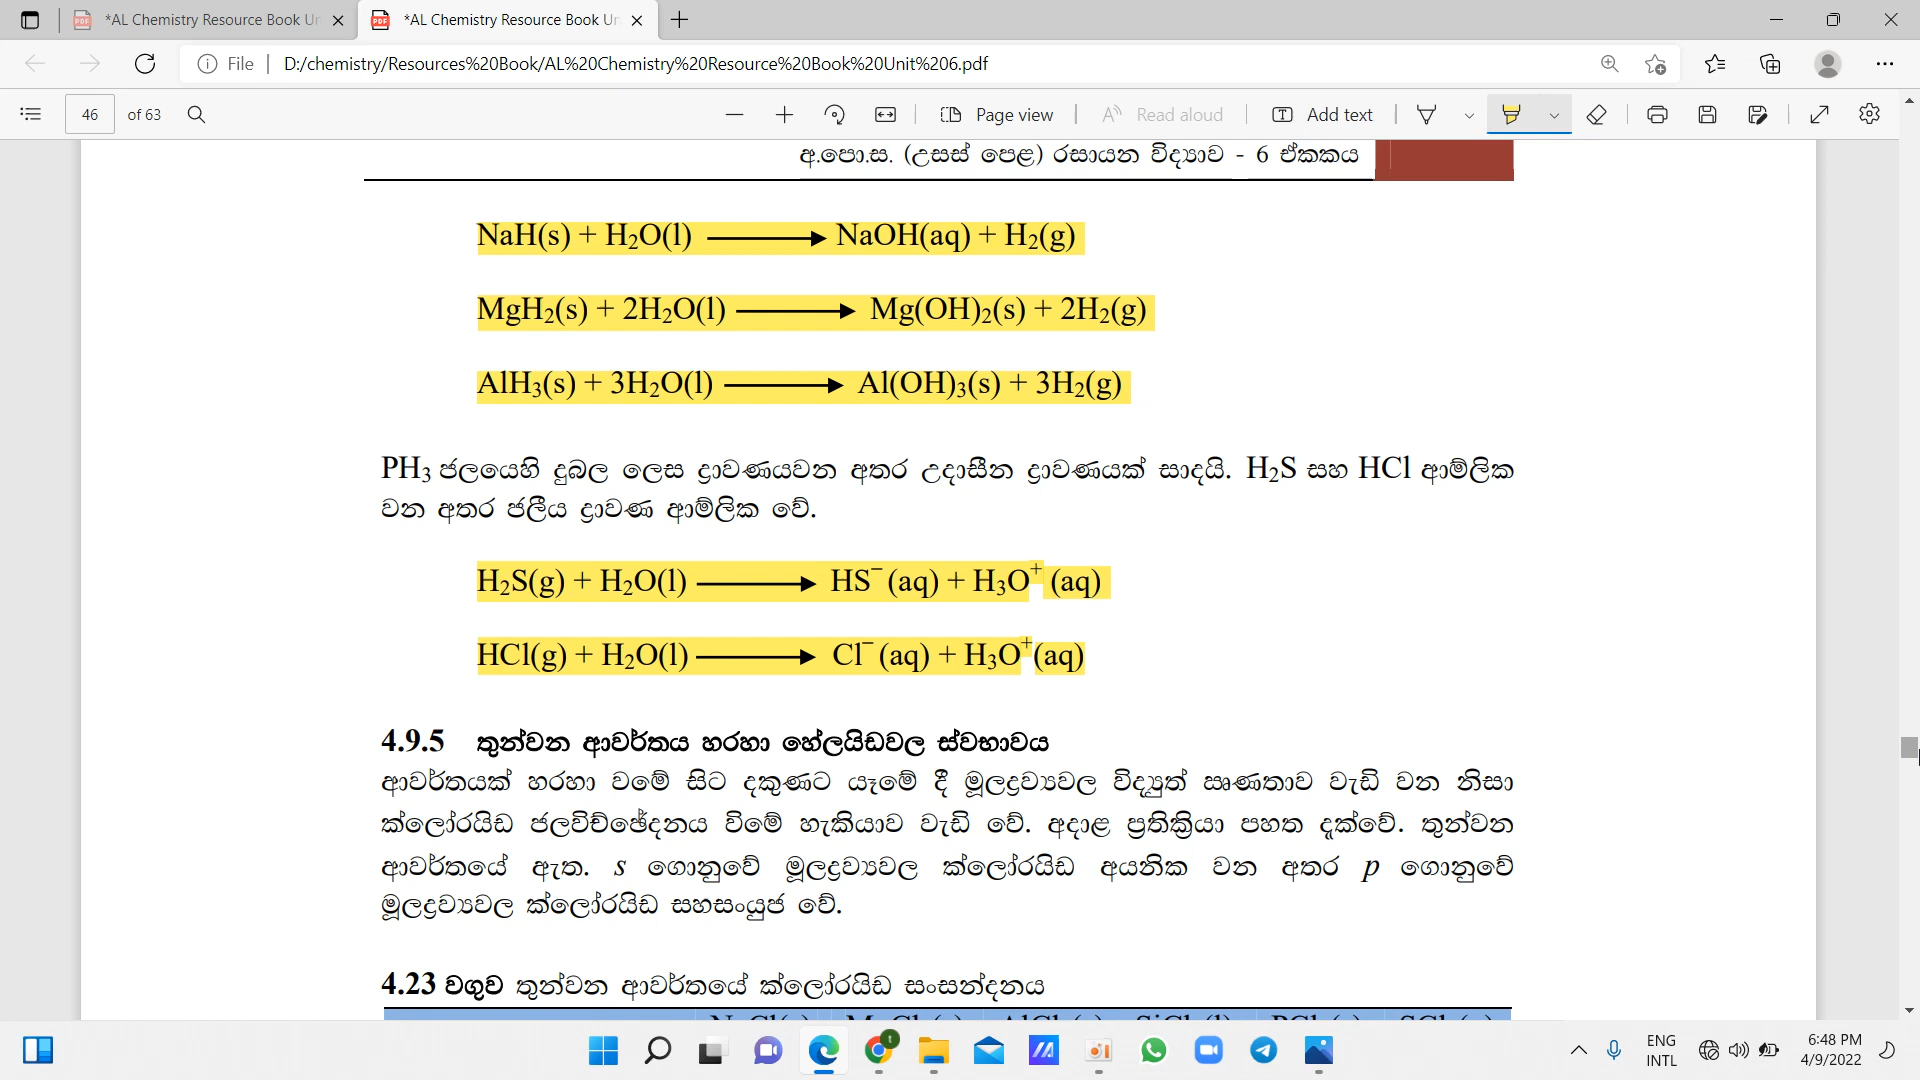 *AL Chemistry Resource Book Ur
*AL Chemistry Resource Book Ur
File
D:/chemistry/Resources%20Book/AL%20Chemistry%20Resource%20Book%20Unit%206.pdf
46 of 63
Page view
Read aloud
Add text
අ.පො.ස. (උසස් පෙළ) රසායන විද්‍යාව - 6 ඒකකය
NaH(s) + H₂O(l) ⟶ NaOH(aq) + H₂(g)
MgH₂(s) + 2H₂O(l) ⟶ Mg(OH)₂(s) + 2H₂(g)
AlH₃(s) + 3H₂O(l) ⟶ Al(OH)₃(s) + 3H₂(g)
PH₃ ජලයෙහි දුබල ලෙස ද්‍රාවණයවන අතර උදාසීන ද්‍රාවණයක් සාදයි. H₂S සහ HCl ආම්ලික
වන අතර ජලීය ද්‍රාවණ ආම්ලික වේ.
H₂S(g) + H₂O(l) ⟶ HS⁻ (aq) + H₃O⁺ (aq)
HCl(g) + H₂O(l) ⟶ Cl⁻ (aq) + H₃O⁺(aq)
4.9.5 තුන්වන ආවර්තය හරහා හේලයිඩවල ස්වභාවය
ආවර්තයක් හරහා වමේ සිට දකුණට යෑමේ දී මූලද්‍රව්‍යවල විද්‍යුත් ඍණතාව වැඩි වන නිසා
ක්ලෝරයිඩ ජලවිච්ඡේදනය වීමේ හැකියාව වැඩි වේ. අදාළ ප්‍රතික්‍රියා පහත දැක්වේ. තුන්වන
ආවර්තයේ ඇත. s ගොනුවේ මූලද්‍රව්‍යවල ක්ලෝරයිඩ අයනික වන අතර p ගොනුවේ
මූලද්‍රව්‍යවල ක්ලෝරයිඩ සහසංයුජ වේ.
4.23 වගුව තුන්වන ආවර්තයේ ක්ලෝරයිඩ සංසන්දනය
ENG
INTL
6:48 PM
4/9/2022